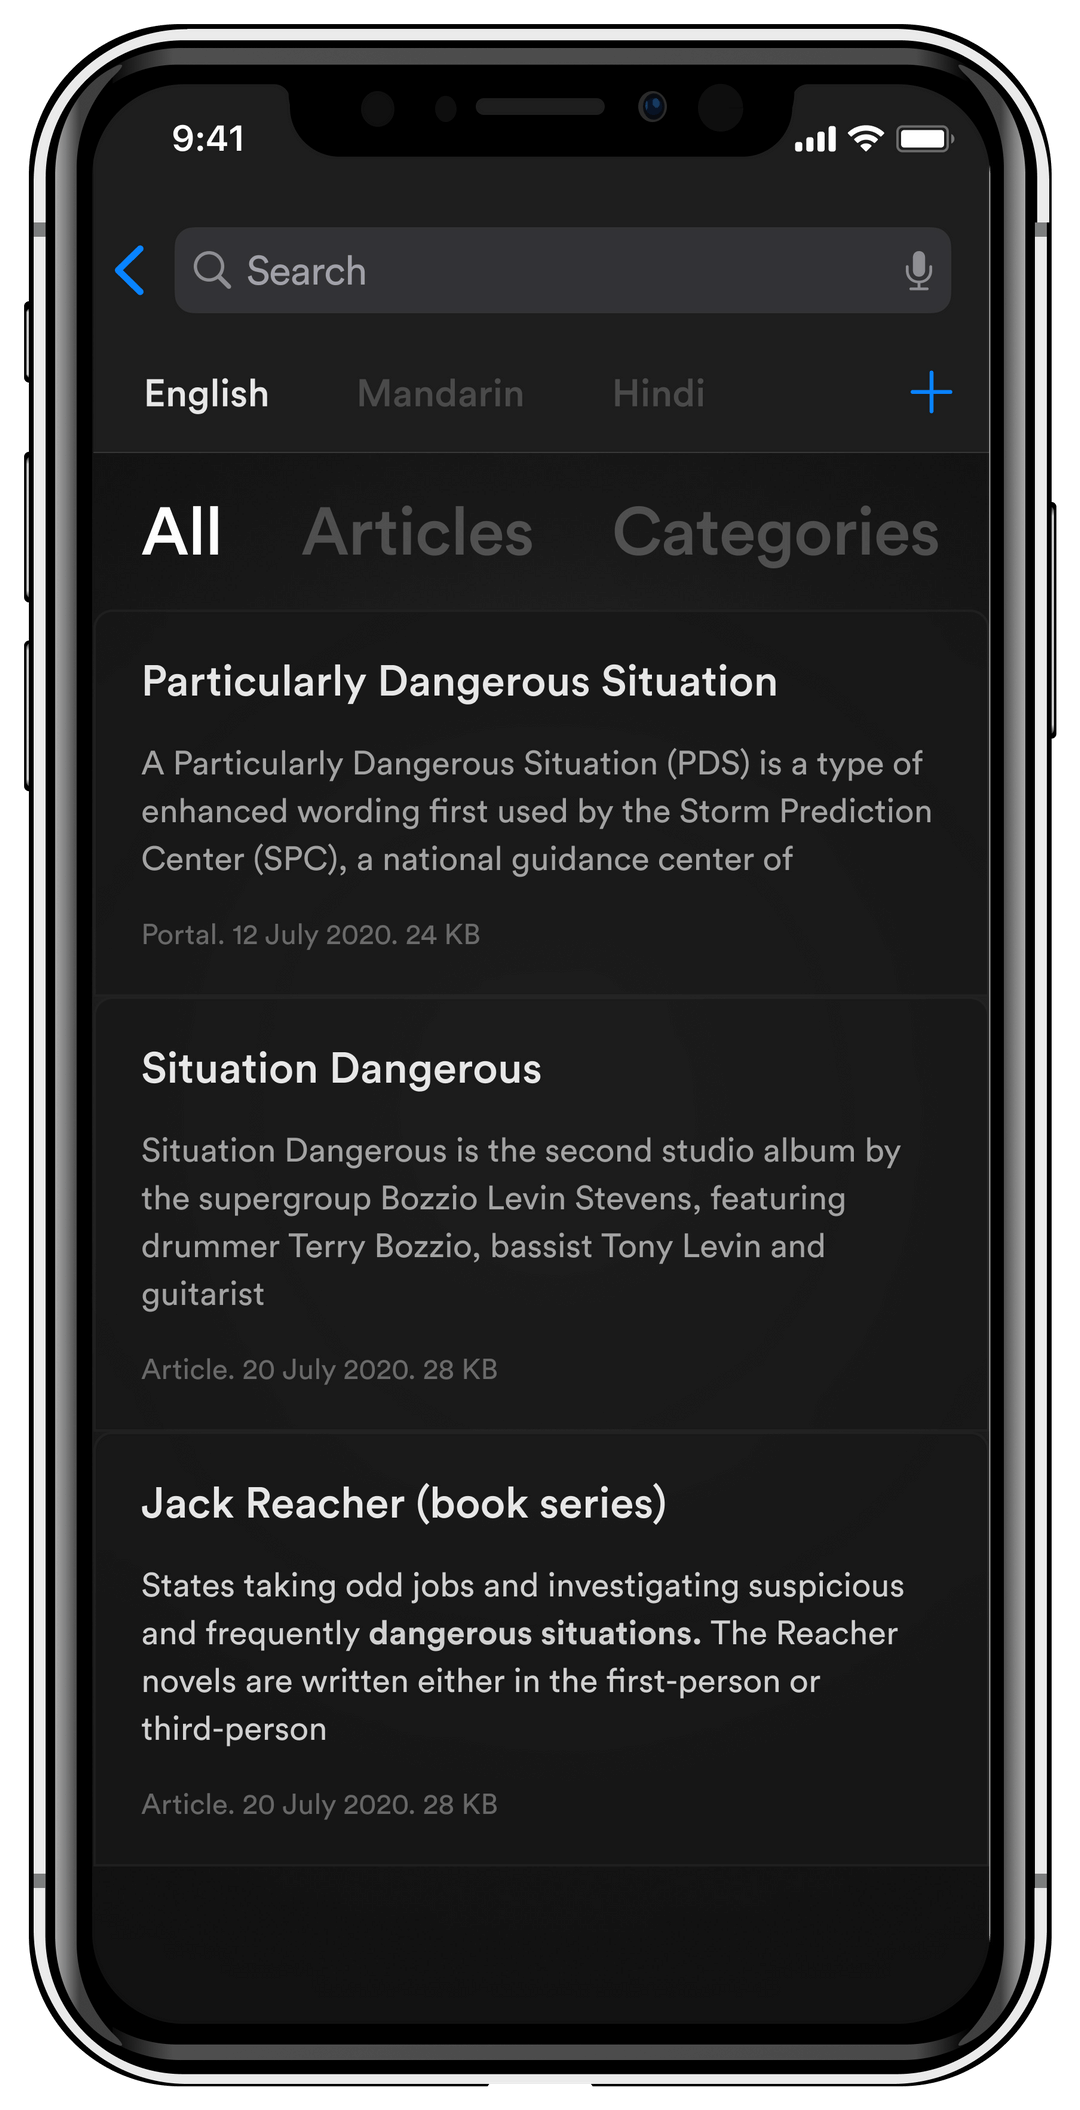 9:41
Search
English Mandarin Hindi
All Articles Categories
Particularly Dangerous Situation
A Particularly Dangerous Situation (PDS) is a type of
enhanced wording first used by the Storm Prediction
Center (SPC), a national guidance center of
Portal. 12 July 2020. 24 KB
Situation Dangerous
Situation Dangerous is the second studio album by
the supergroup Bozzio Levin Stevens, featuring
drummer Terry Bozzio, bassist Tony Levin and
guitarist
Article. 20 July 2020. 28 KB
Jack Reacher (book series)
States taking odd jobs and investigating suspicious
and frequently dangerous situations. The Reacher
novels are written either in the first-person or
third-person
Article. 20 July 2020. 28 KB